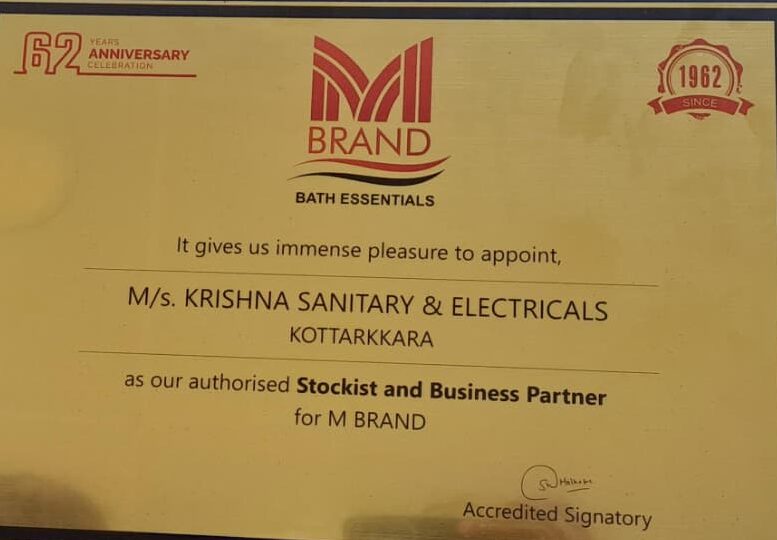 62 YEARS
ANNIVERSARY
CELEBRATION
1962
SINCE
M
BRAND
BATH ESSENTIALS
It gives us immense pleasure to appoint,
M/s. KRISHNA SANITARY & ELECTRICALS
KOTTARKKARA
as our authorised Stockist and Business Partner
for M BRAND
Accredited Signatory